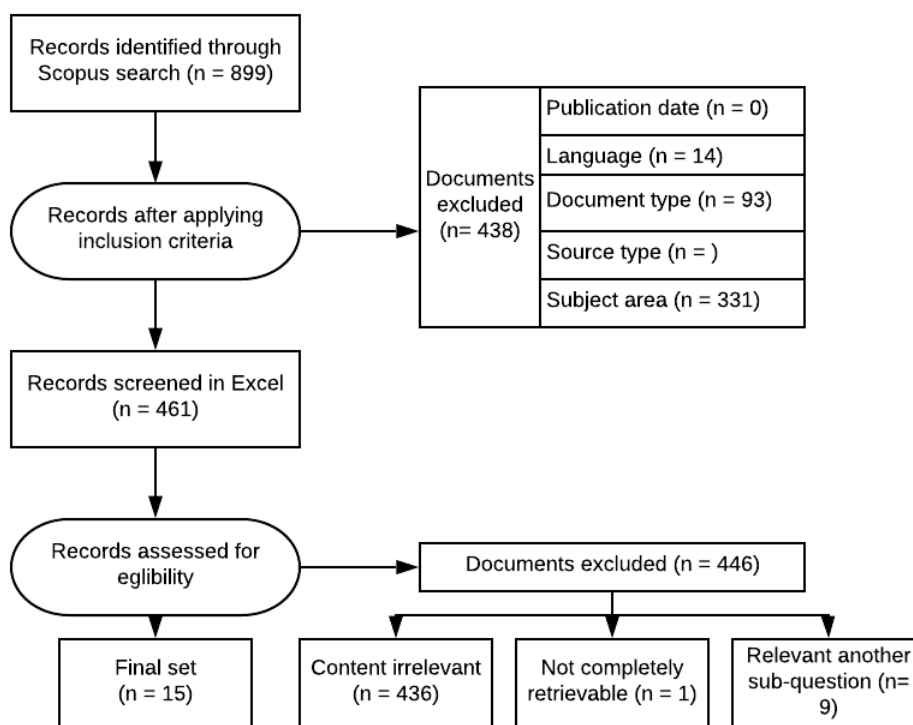 Records identified through
Scopus search (n = 899)
Publication date (n = 0)
Language (n = 14)
Documents
excluded
(n= 438)
Document type (n = 93)
Source type (n = )
Subject area (n = 331)
Records after applying
inclusion criteria
Records screened in Excel
(n = 461)
Records assessed for
eglibility
Documents excluded (n = 446)
Final set
(n = 15)
Content irrelevant
(n = 436)
Not completely
retrievable (n = 1)
Relevant another
sub-question (n=
9)